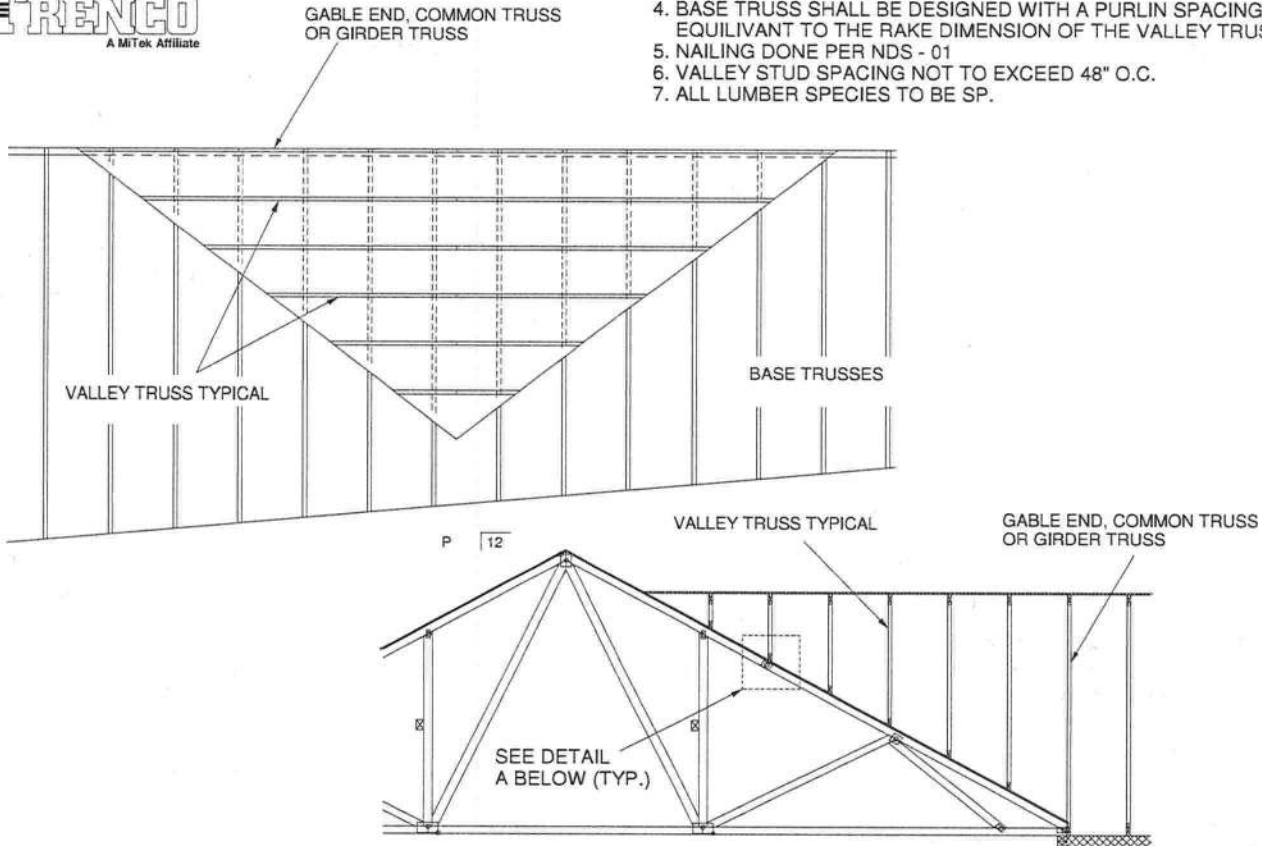 TRENCO
A MiTek Affiliate
GABLE END, COMMON TRUSS
OR GIRDER TRUSS
4. BASE TRUSS SHALL BE DESIGNED WITH A PURLIN SPACING
EQUILIVANT TO THE RAKE DIMENSION OF THE VALLEY TRUS
5. NAILING DONE PER NDS - 01
6. VALLEY STUD SPACING NOT TO EXCEED 48" O.C.
7. ALL LUMBER SPECIES TO BE SP.
VALLEY TRUSS TYPICAL
BASE TRUSSES
P 12
VALLEY TRUSS TYPICAL
GABLE END, COMMON TRUSS
OR GIRDER TRUSS
SEE DETAIL
A BELOW (TYP.)